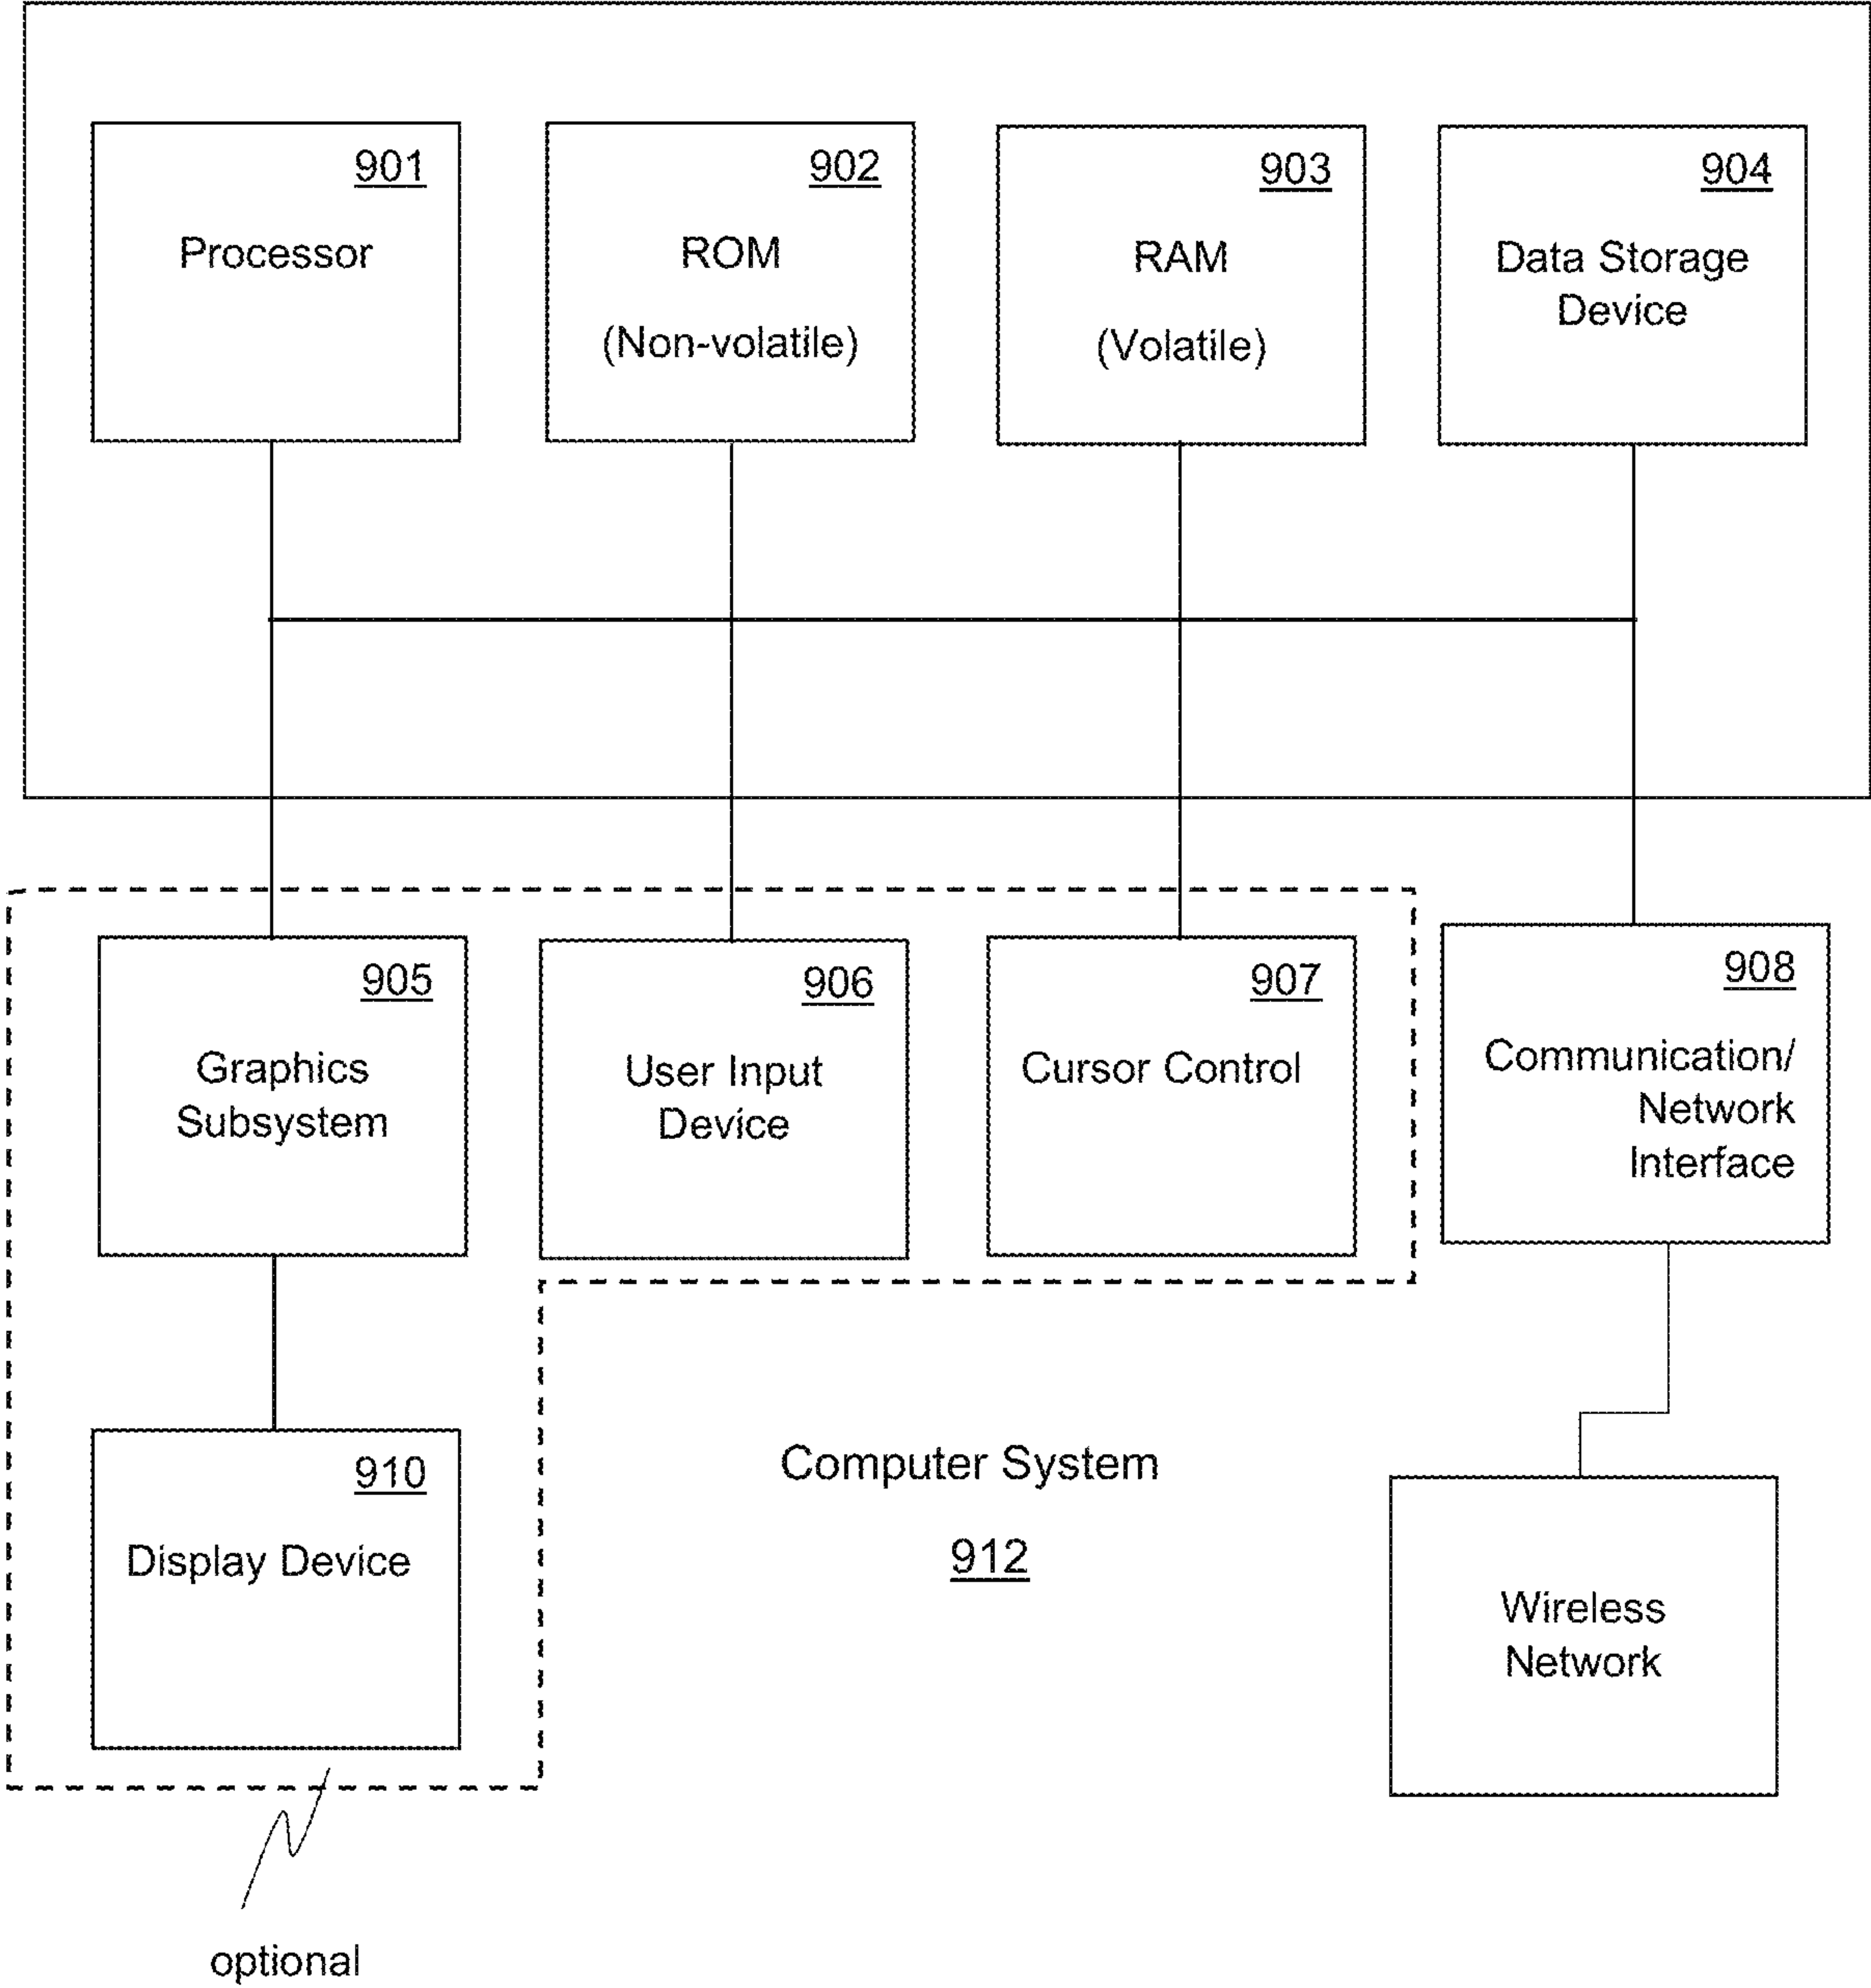 901
Processor
902
ROM
(Non-volatile)
903
RAM
(Volatile)
904
Data Storage
Device
905
Graphics
Subsystem
906
User Input
Device
907
Cursor Control
908
Communication/
Network
Interface
910
Display Device
Computer System
912
Wireless
Network
optional